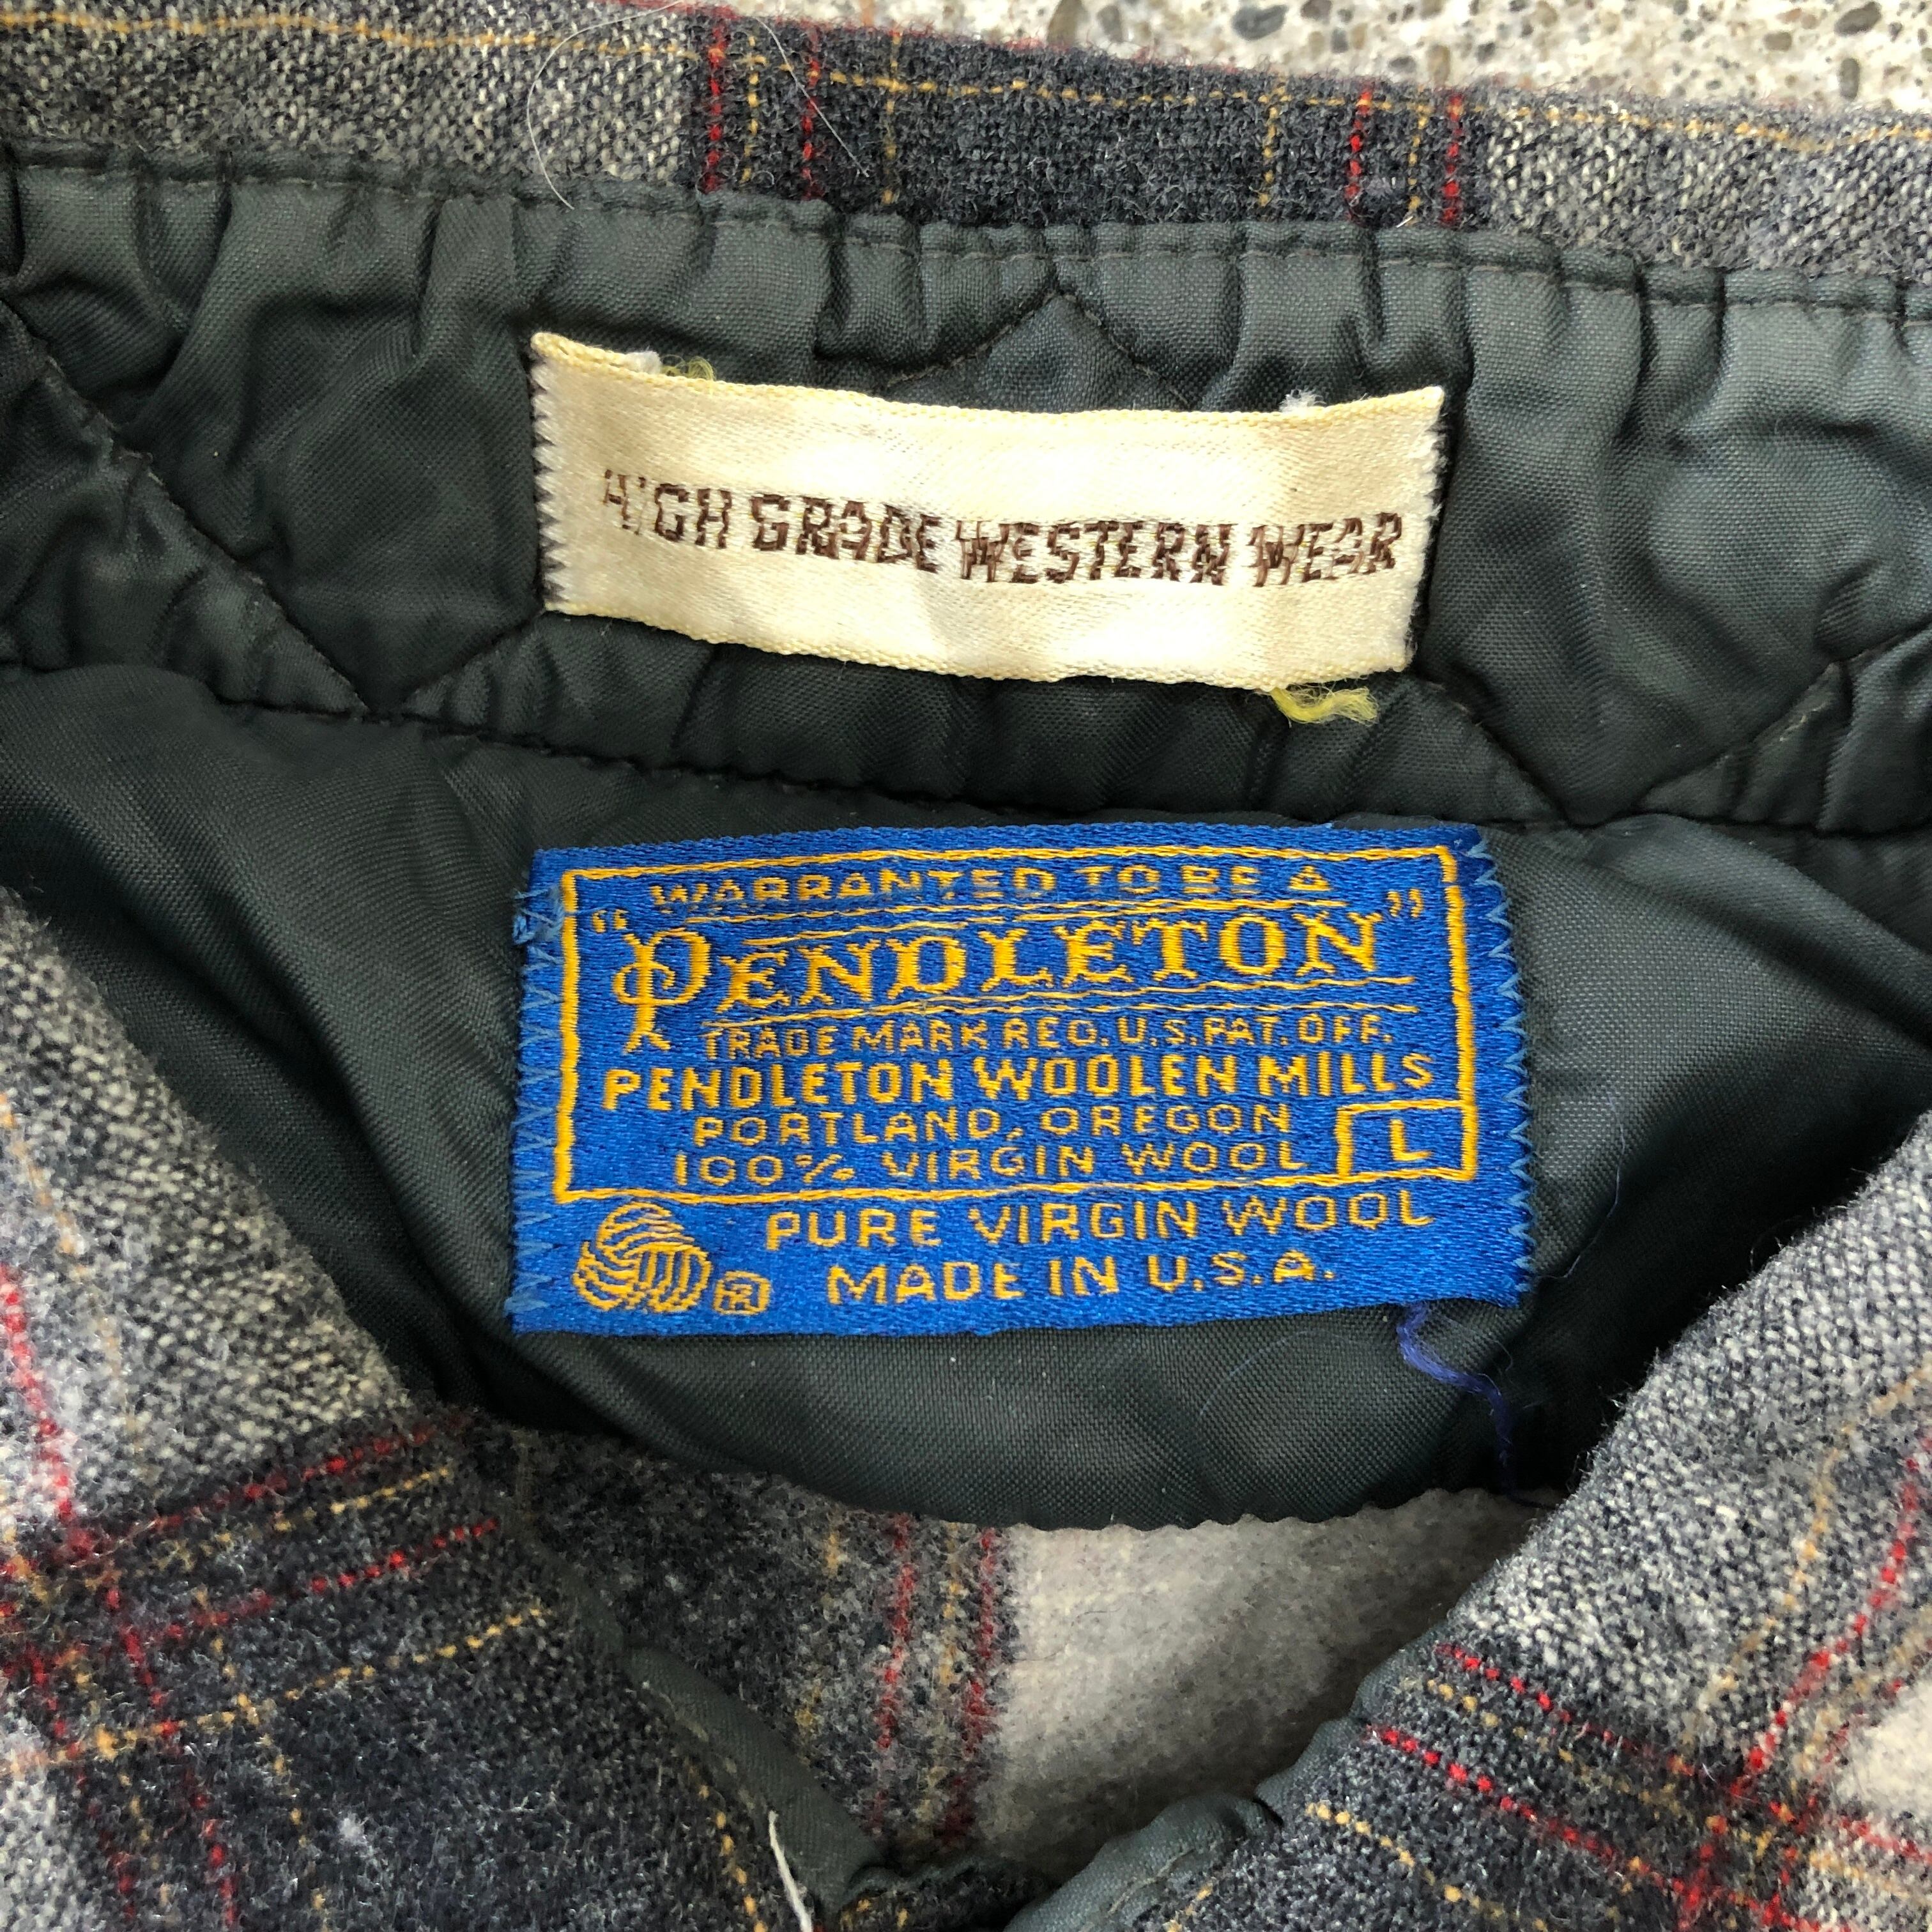 HIGH GRADE WESTERN WEAR
WARRANTED TO BE A
"PENDLETON"
TRADE MARK REG. U.S. PAT. OFF.
PENDLETON WOOLEN MILLS
PORTLAND, OREGON
100% VIRGIN WOOL L
PURE VIRGIN WOOL
® MADE IN U.S.A.